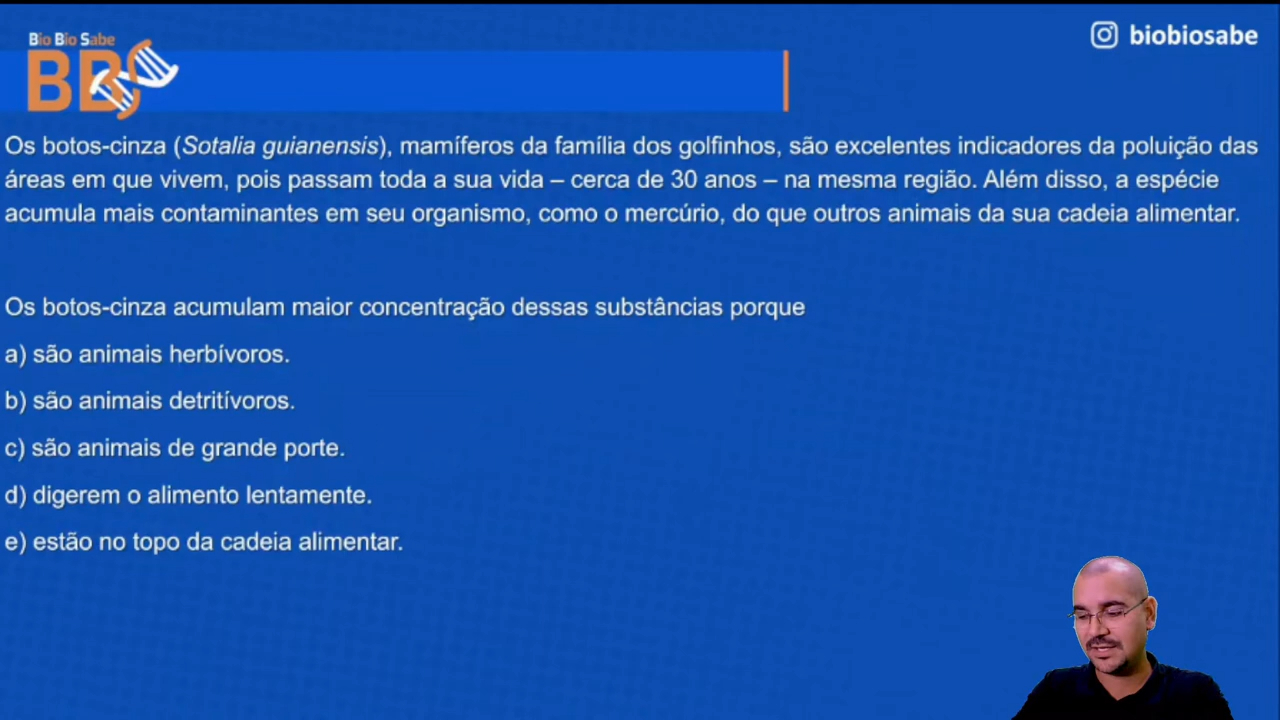 Bio Bio Sabe
BBS
biobiosabe
Os botos-cinza (Sotalia guianensis), mamíferos da família dos golfinhos, são excelentes indicadores da poluição das
áreas em que vivem, pois passam toda a sua vida – cerca de 30 anos – na mesma região. Além disso, a espécie
acumula mais contaminantes em seu organismo, como o mercúrio, do que outros animais da sua cadeia alimentar.
Os botos-cinza acumulam maior concentração dessas substâncias porque
a) são animais herbívoros.
b) são animais detritívoros.
c) são animais de grande porte.
d) digerem o alimento lentamente.
e) estão no topo da cadeia alimentar.